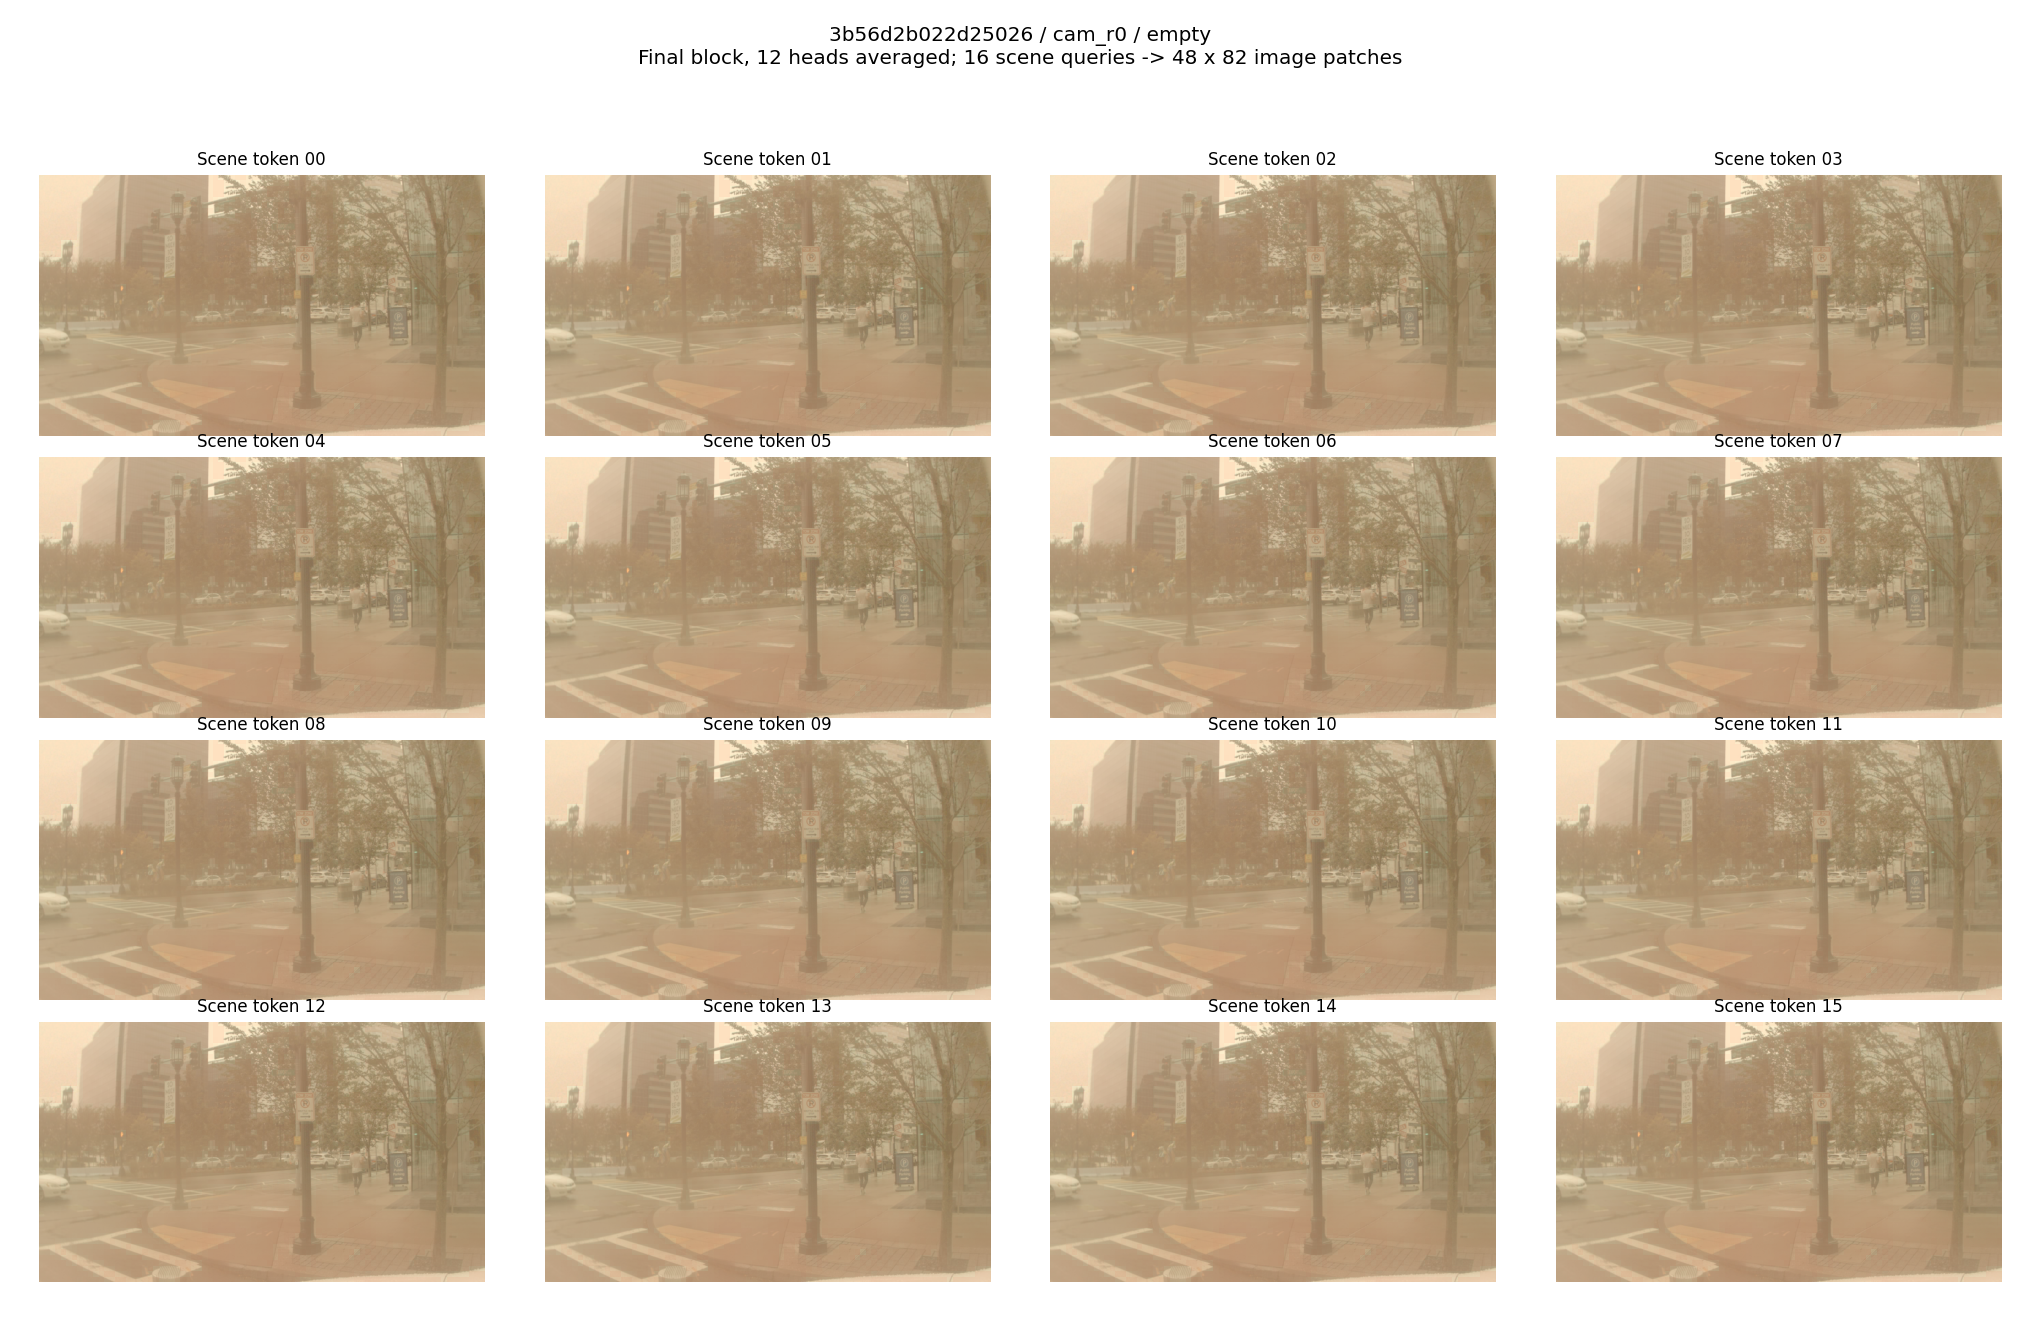 3b56d2b022d25026 / cam_r0 / empty
Final block, 12 heads averaged; 16 scene queries -> 48 x 82 image patches
Scene token 00
Scene token 01
Scene token 02
Scene token 03
Scene token 04
Scene token 05
Scene token 06
Scene token 07
Scene token 08
Scene token 09
Scene token 10
Scene token 11
Scene token 12
Scene token 13
Scene token 14
Scene token 15